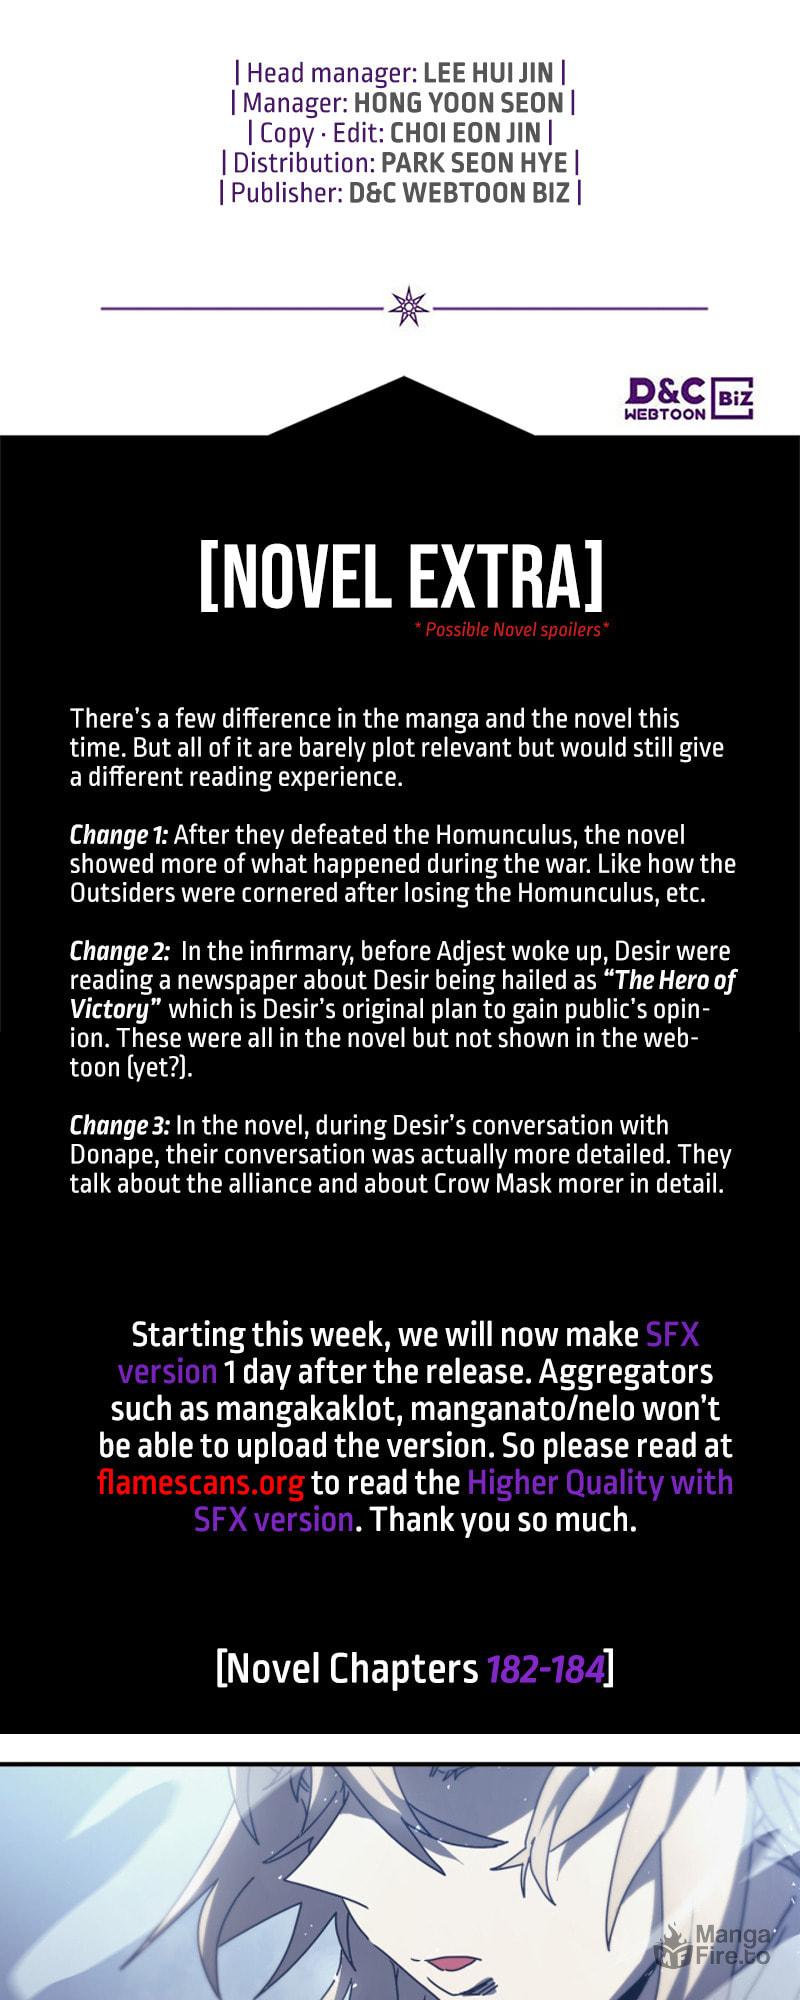 | Head manager: LEE HUI JIN |
| Manager: HONG YOON SEON |
| Copy · Edit: CHOI EON JIN |
| Distribution: PARK SEON HYE |
| Publisher: D&C WEBTOON BIZ |
D&C BiZ
WEBTOON
[NOVEL EXTRA]
* Possible Novel spoilers*
There's a few difference in the manga and the novel this
time. But all of it are barely plot relevant but would still give
a different reading experience.
Change 1: After they defeated the Homunculus, the novel
showed more of what happened during the war. Like how the
Outsiders were cornered after losing the Homunculus, etc.
Change 2: In the infirmary, before Adjest woke up, Desir were
reading a newspaper about Desir being hailed as “The Hero of
Victory” which is Desir's original plan to gain public's opin-
ion. These were all in the novel but not shown in the web-
toon (yet?).
Change 3: In the novel, during Desir's conversation with
Donape, their conversation was actually more detailed. They
talk about the alliance and about Crow Mask morer in detail.
Starting this week, we will now make SFX
version 1 day after the release. Aggregators
such as mangakaklot, manganato/nelo won't
be able to upload the version. So please read at
flamescans.org to read the Higher Quality with
SFX version. Thank you so much.
[Novel Chapters 182-184]
Manga
Fire.to